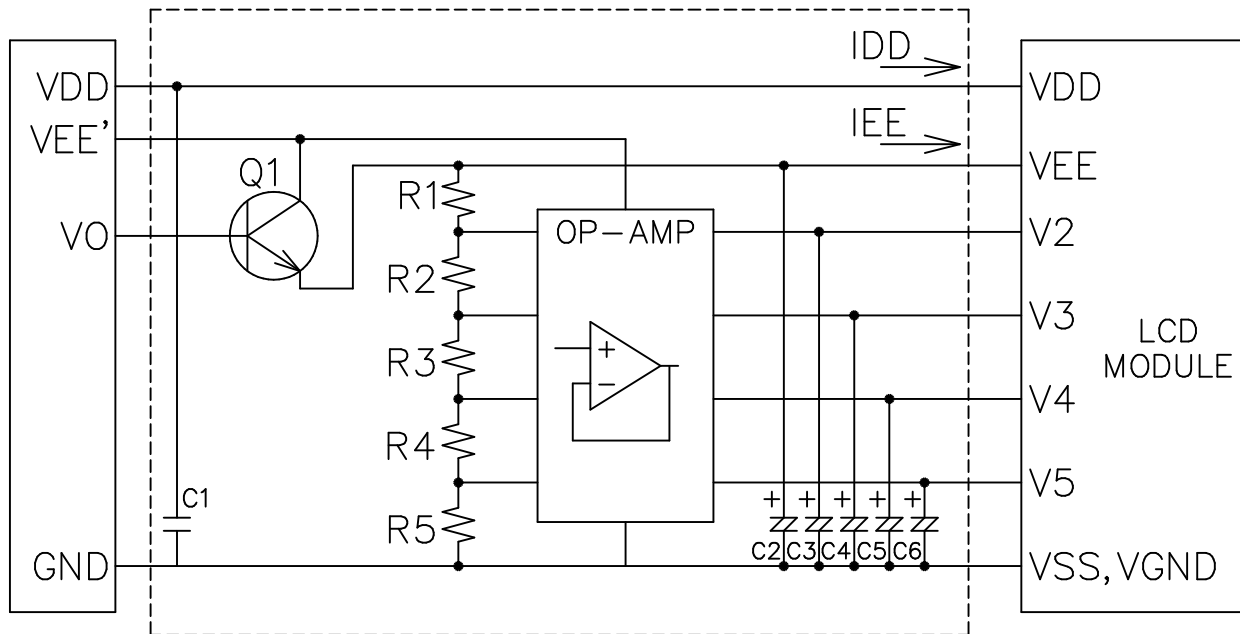 IDD
VDD
VDD
VEE'
IEE
VEE
Q1
R1
VO
OP-AMP
V2
R2
V3
LCD
MODULE
+
R3
−
V4
R4
V5
C1
+
+
+
+
+
R5
C2
C3
C4
C5
C6
GND
VSS, VGND